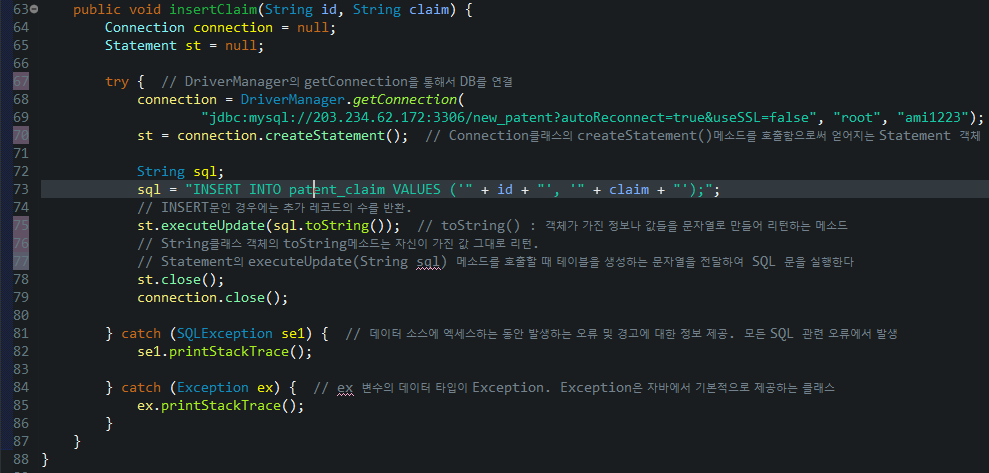 63 public void insertClaim(String id, String claim) {
64 Connection connection = null;
65 Statement st = null;
66
67 try {  // DriverManager의 getConnection을 통해서 DB를 연결
68 connection = DriverManager.getConnection(
69 "jdbc:mysql://203.234.62.172:3306/new_patent?autoReconnect=true&useSSL=false", "root", "ami1223");
70 st = connection.createStatement();  // Connection클래스의 createStatement()메소드를 호출함으로써 얻어지는 Statement 객체
71
72 String sql;
73 sql = "INSERT INTO patent_claim VALUES ('" + id + "', '" + claim + "');";
74 // INSERT문인 경우에는 추가 레코드의 수를 반환.
75 st.executeUpdate(sql.toString());  // toString() : 객체가 가진 정보나 값들을 문자열로 만들어 리턴하는 메소드
76 // String클래스 객체의 toString메소드는 자신이 가진 값 그대로 리턴.
77 // Statement의 executeUpdate(String sql) 메소드를 호출할 때 테이블을 생성하는 문자열을 전달하여 SQL 문을 실행한다
78 st.close();
79 connection.close();
80
81 } catch (SQLException se1) {  // 데이터 소스에 엑세스하는 동안 발생하는 오류 및 경고에 대한 정보 제공. 모든 SQL 관련 오류에서 발생
82 se1.printStackTrace();
83
84 } catch (Exception ex) {  // ex 변수의 데이터 타입이 Exception. Exception은 자바에서 기본적으로 제공하는 클래스
85 ex.printStackTrace();
86 }
87 }
88 }